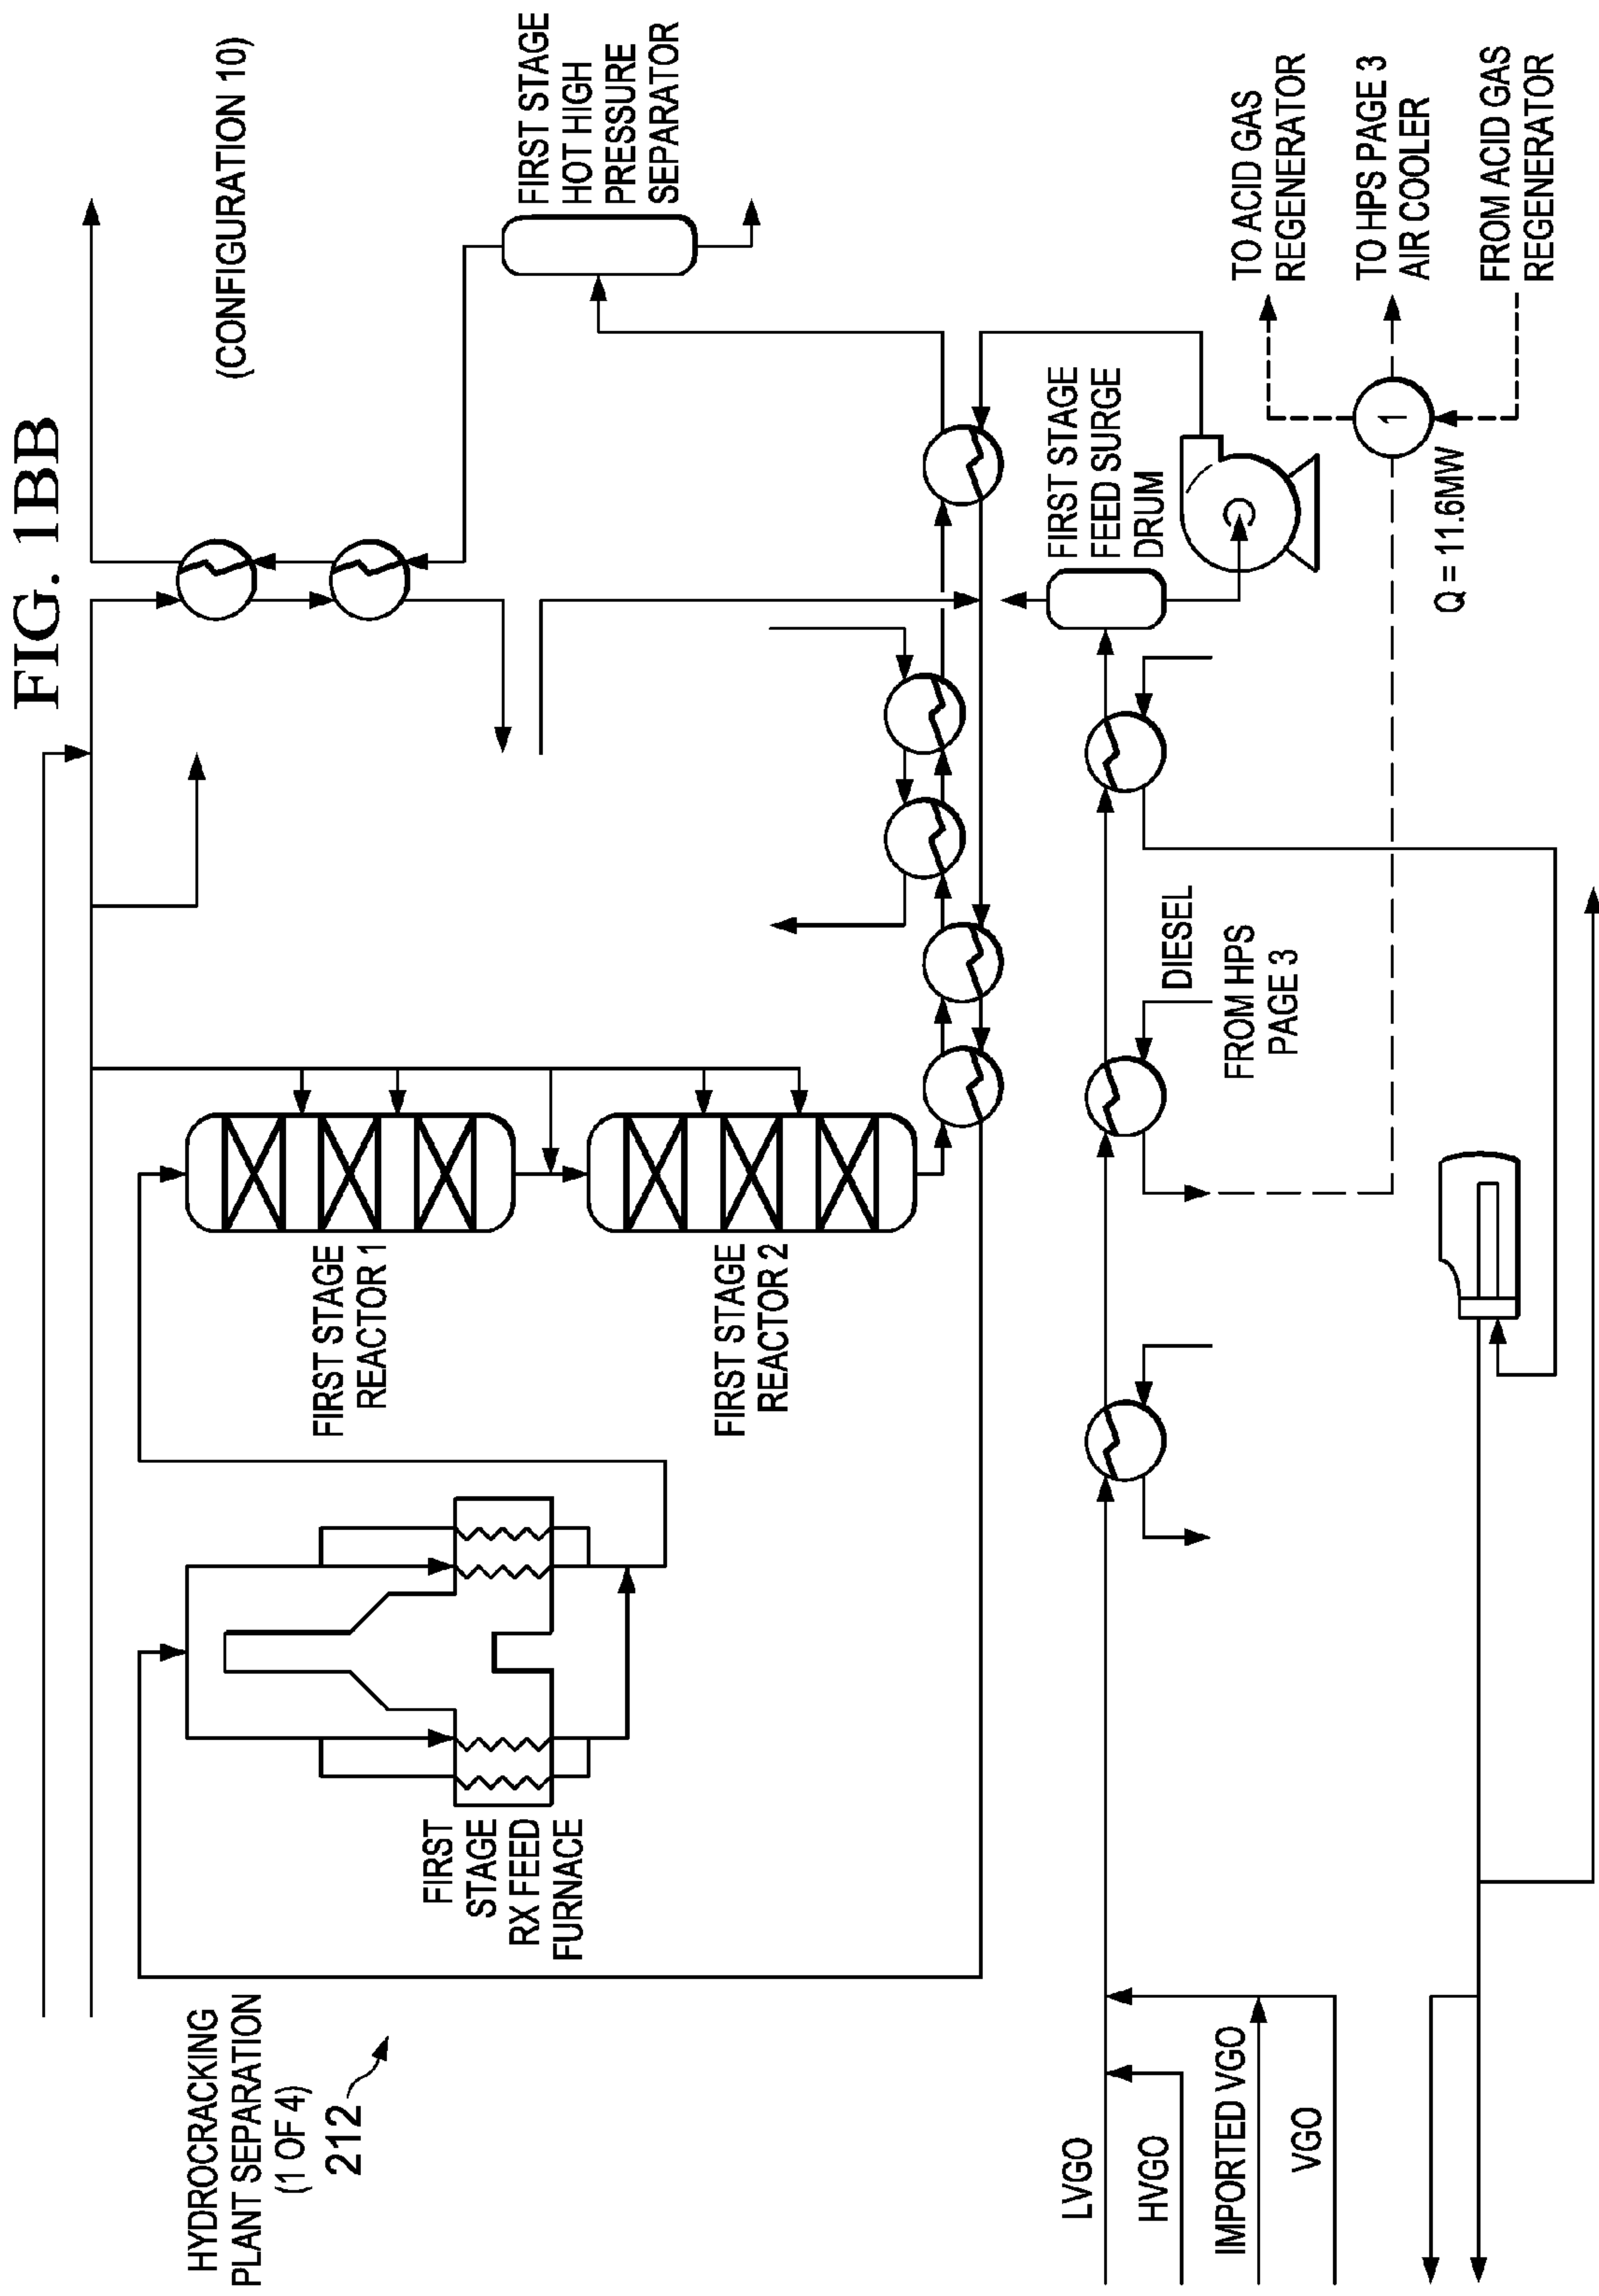 FIG. 1BB
(CONFIGURATION 10)
HYDROCRACKING
PLANT SEPARATION
(1 OF 4)
212
FIRST
STAGE
RX FEED
FURNACE
FIRST STAGE
REACTOR 1
FIRST STAGE
REACTOR 2
FIRST STAGE
HOT HIGH
PRESSURE
SEPARATOR
FIRST STAGE
FEED SURGE
DRUM
LVGO
HVGO
IMPORTED VGO
VGO
DIESEL
FROM HPS
PAGE 3
Q = 11.6MW
1
TO ACID GAS
REGENERATOR
TO HPS PAGE 3
AIR COOLER
FROM ACID GAS
REGENERATOR